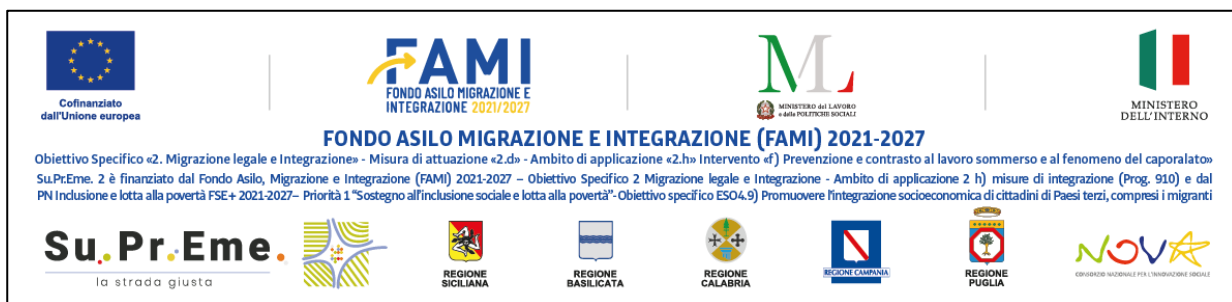 Cofinanziato
dall'Unione europea
FAMI
FONDO ASILO MIGRAZIONE E
INTEGRAZIONE 2021/2027
ML
MINISTERO del LAVORO
e delle POLITICHE SOCIALI
MINISTERO
DELL'INTERNO
FONDO ASILO MIGRAZIONE E INTEGRAZIONE (FAMI) 2021-2027
Obiettivo Specifico «2. Migrazione legale e Integrazione» - Misura di attuazione «2.d» - Ambito di applicazione «2.h» Intervento «f) Prevenzione e contrasto al lavoro sommerso e al fenomeno del caporalato»
Su.Pr.Eme. 2 è finanziato dal Fondo Asilo, Migrazione e Integrazione (FAMI) 2021-2027 – Obiettivo Specifico 2 Migrazione legale e Integrazione - Ambito di applicazione 2 h) misure di integrazione (Prog. 910) e dal
PN Inclusione e lotta alla povertà FSE+ 2021-2027– Priorità 1 “Sostegno all'inclusione sociale e lotta alla povertà”- Obiettivo specifico ESO4.9) Promuovere l'integrazione socioeconomica di cittadini di Paesi terzi, compresi i migranti
Su.Pr.Eme.
la strada giusta
REGIONE
SICILIANA
REGIONE
BASILICATA
REGIONE
CALABRIA
REGIONE CAMPANIA
REGIONE
PUGLIA
NOVA
CONSORZIO NAZIONALE PER L'INNOVAZIONE SOCIALE